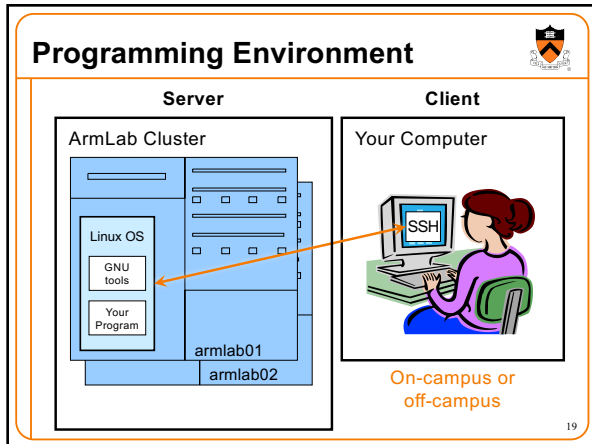 Programming Environment
Server
Client
ArmLab Cluster
Your Computer
Linux OS
GNU
tools
Your
Program
SSH
armlab01
armlab02
On-campus or
off-campus
19